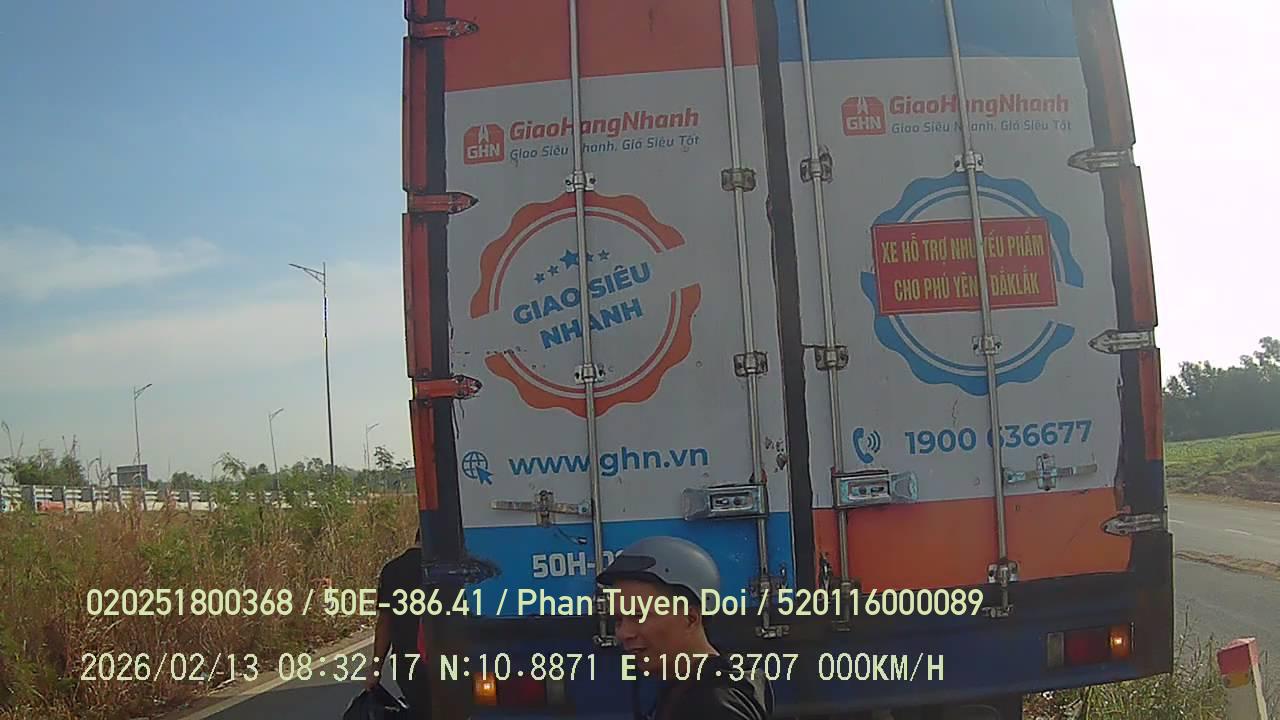 GHN GiaoHangNhanh
Giao Siêu Nhanh, Giá Siêu Tốt
GHN GiaoHangNhanh
Giao Siêu Nhanh, Giá Siêu Tốt
GIAO SIÊU
NHANH
XE HỖ TRỢ NHU YẾU PHẨM
CHO PHÚ YÊN ĐẮKLẮK
www.ghn.vn
1900 636677
50H-
020251800368 / 50E-386.41 / Phan Tuyen Doi / 520116000089
2026/02/13 08:32:17 N:10.8871 E:107.3707 000KM/H